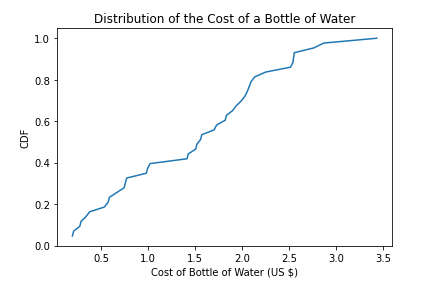 Distribution of the Cost of a Bottle of Water
1.0
0.8
0.6
0.4
0.2
0.0
CDF
0.5 1.0 1.5 2.0 2.5 3.0 3.5
Cost of Bottle of Water (US $)